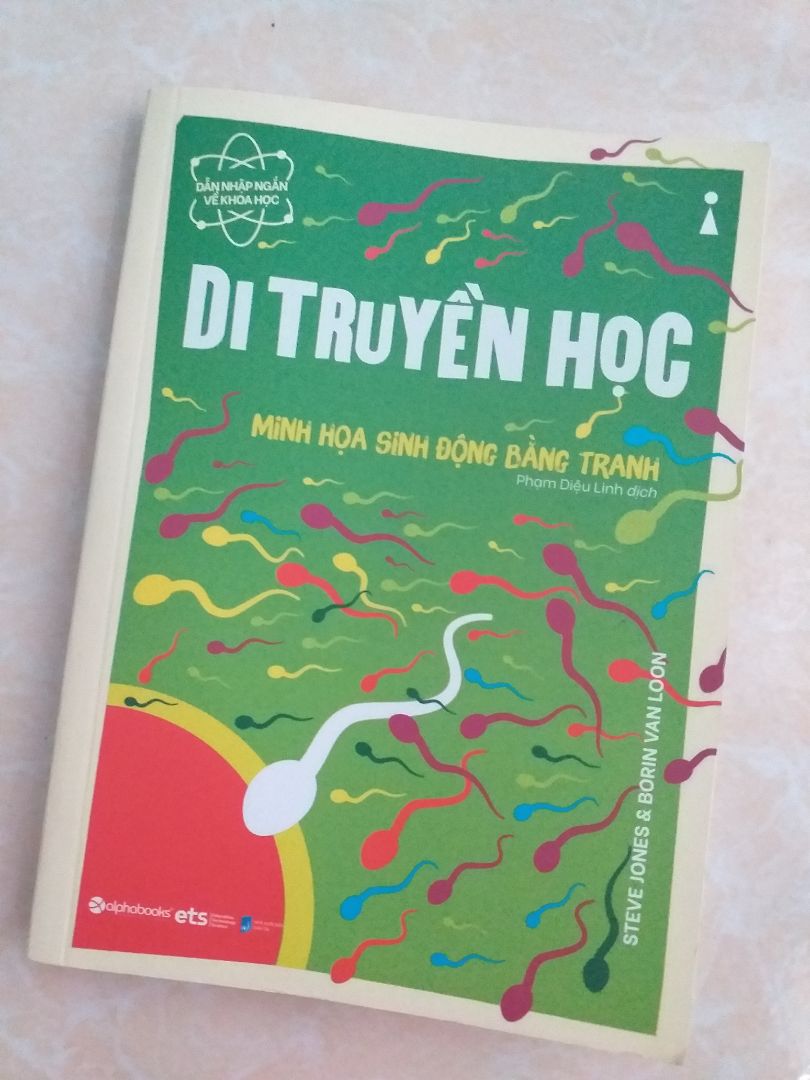 DẪN NHẬP NGẮN
VỀ KHOA HỌC
DI TRUYỀN HỌC
MINH HỌA SINH ĐỘNG BẰNG TRANH
Phạm Diệu Linh dịch
STEVE JONES & BORIN VAN LOON
alphabooks® ets